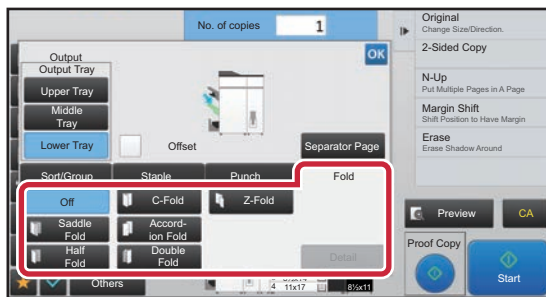 No. of copies 1
Original
Change Size/Direction.
2-Sided Copy
N-Up
Put Multiple Pages in A Page
Margin Shift
Shift Position to Have Margin
Erase
Erase Shadow Around
Output
OK
Output Tray
Upper Tray
Middle
Tray
Lower Tray
Offset
Separator Page
Sort/Group
Staple
Punch
Fold
Off
C-Fold
Z-Fold
Saddle
Fold
Accord-
ion Fold
Half
Fold
Double
Fold
Detail
Preview
CA
Proof Copy
Start
Others
4 11x17
8½x11